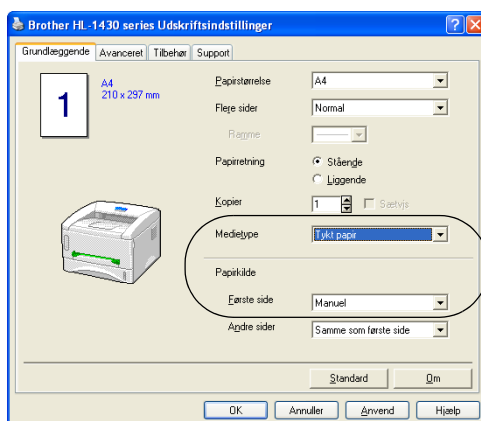 Brother HL-1430 series Udskriftsindstillinger
Grundlæggende Avanceret Tilbehør Support
1
A4
210 x 297 mm
Papirstørrelse A4
Flere sider Normal
Ramme
Papirretning Stående
Liggende
Kopier 1 Sætvis
Medietype Tykt papir
Papirkilde
Første side Manuel
Andre sider Samme som første side
Standard Om
OK Annuller Anvend Hjælp